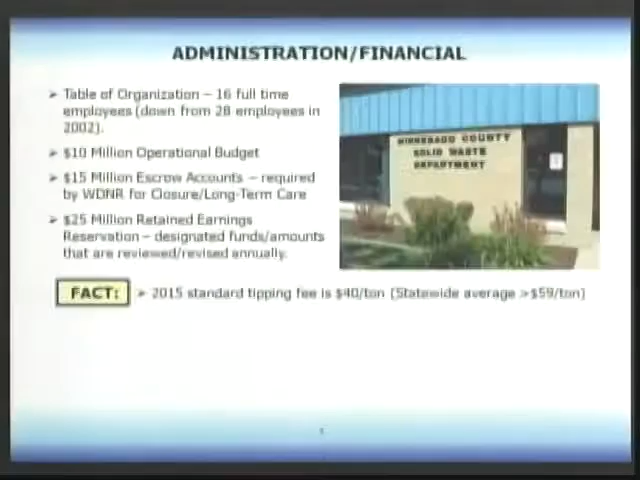 ADMINISTRATION/FINANCIAL
➢ Table of Organization – 16 full time
employees (down from 28 employees in
2002).
➢ $10 Million Operational Budget
➢ $15 Million Escrow Accounts – required
by WDNR for Closure/Long-Term Care
➢ $25 Million Retained Earnings
Reservation – designated funds/amounts
that are reviewed/revised annually.
WINNEBAGO COUNTY
SOLID WASTE
DEPARTMENT
FACT: ➢ 2015 standard tipping fee is $40/ton (Statewide average >$59/ton)